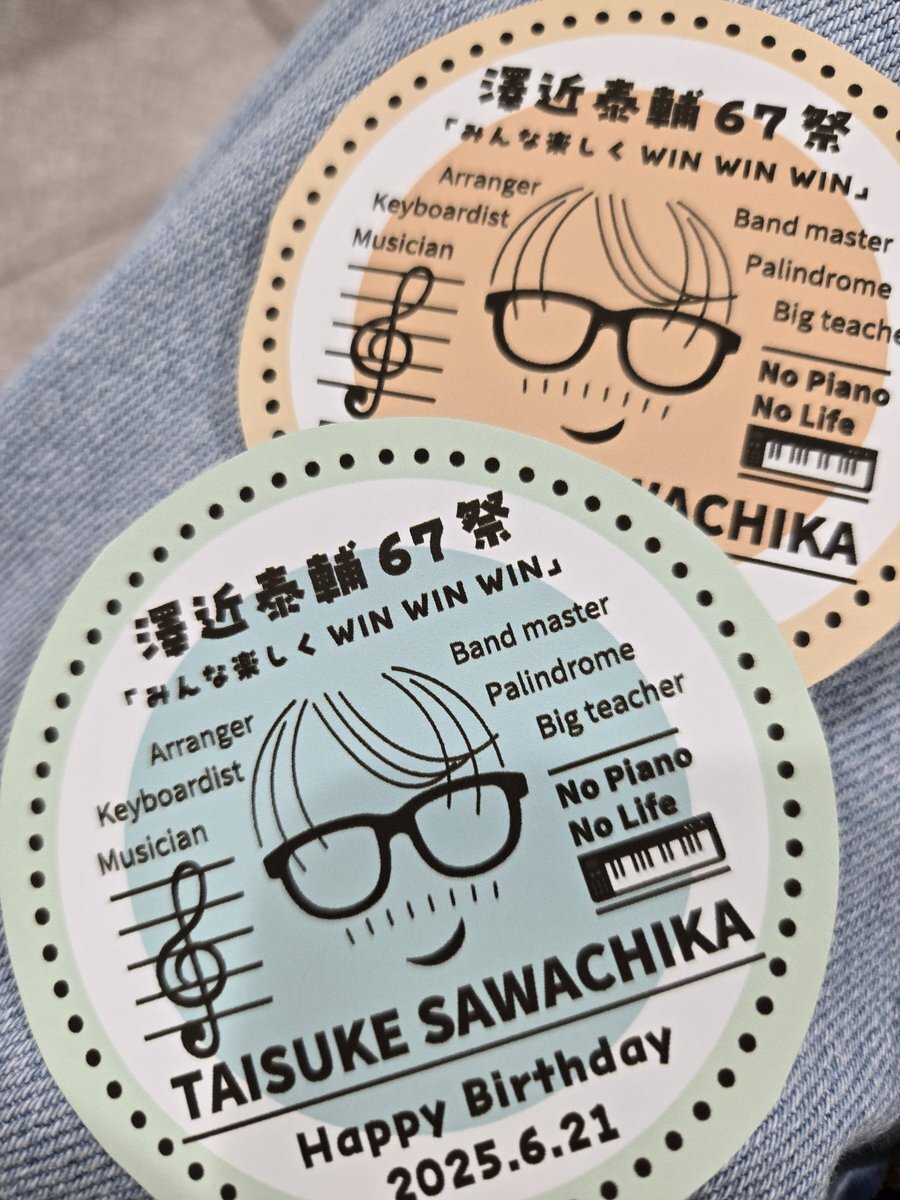 澤近泰輔67祭
「みんな楽しく WIN WIN WIN」
Arranger
Keyboardist
Musician
Band master
Palindrome
Big teache
No Piano
No Life
WACHIKA
澤近泰輔67祭
「みんな楽しく WIN WIN WIN」
Arranger
Keyboardist
Musician
Band master
Palindrome
Big teacher
No Piano
No Life
TAISUKE SAWACHIKA
Happy Birthday
2025.6.21